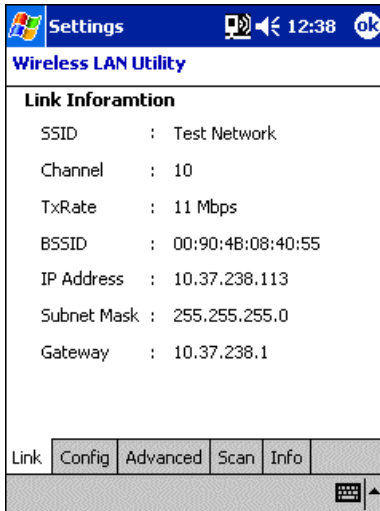 Settings 12:38 ok
Wireless LAN Utility
Link Inforamtion
SSID : Test Network
Channel : 10
TxRate : 11 Mbps
BSSID : 00:90:4B:08:40:55
IP Address : 10.37.238.113
Subnet Mask : 255.255.255.0
Gateway : 10.37.238.1
Link Config Advanced Scan Info